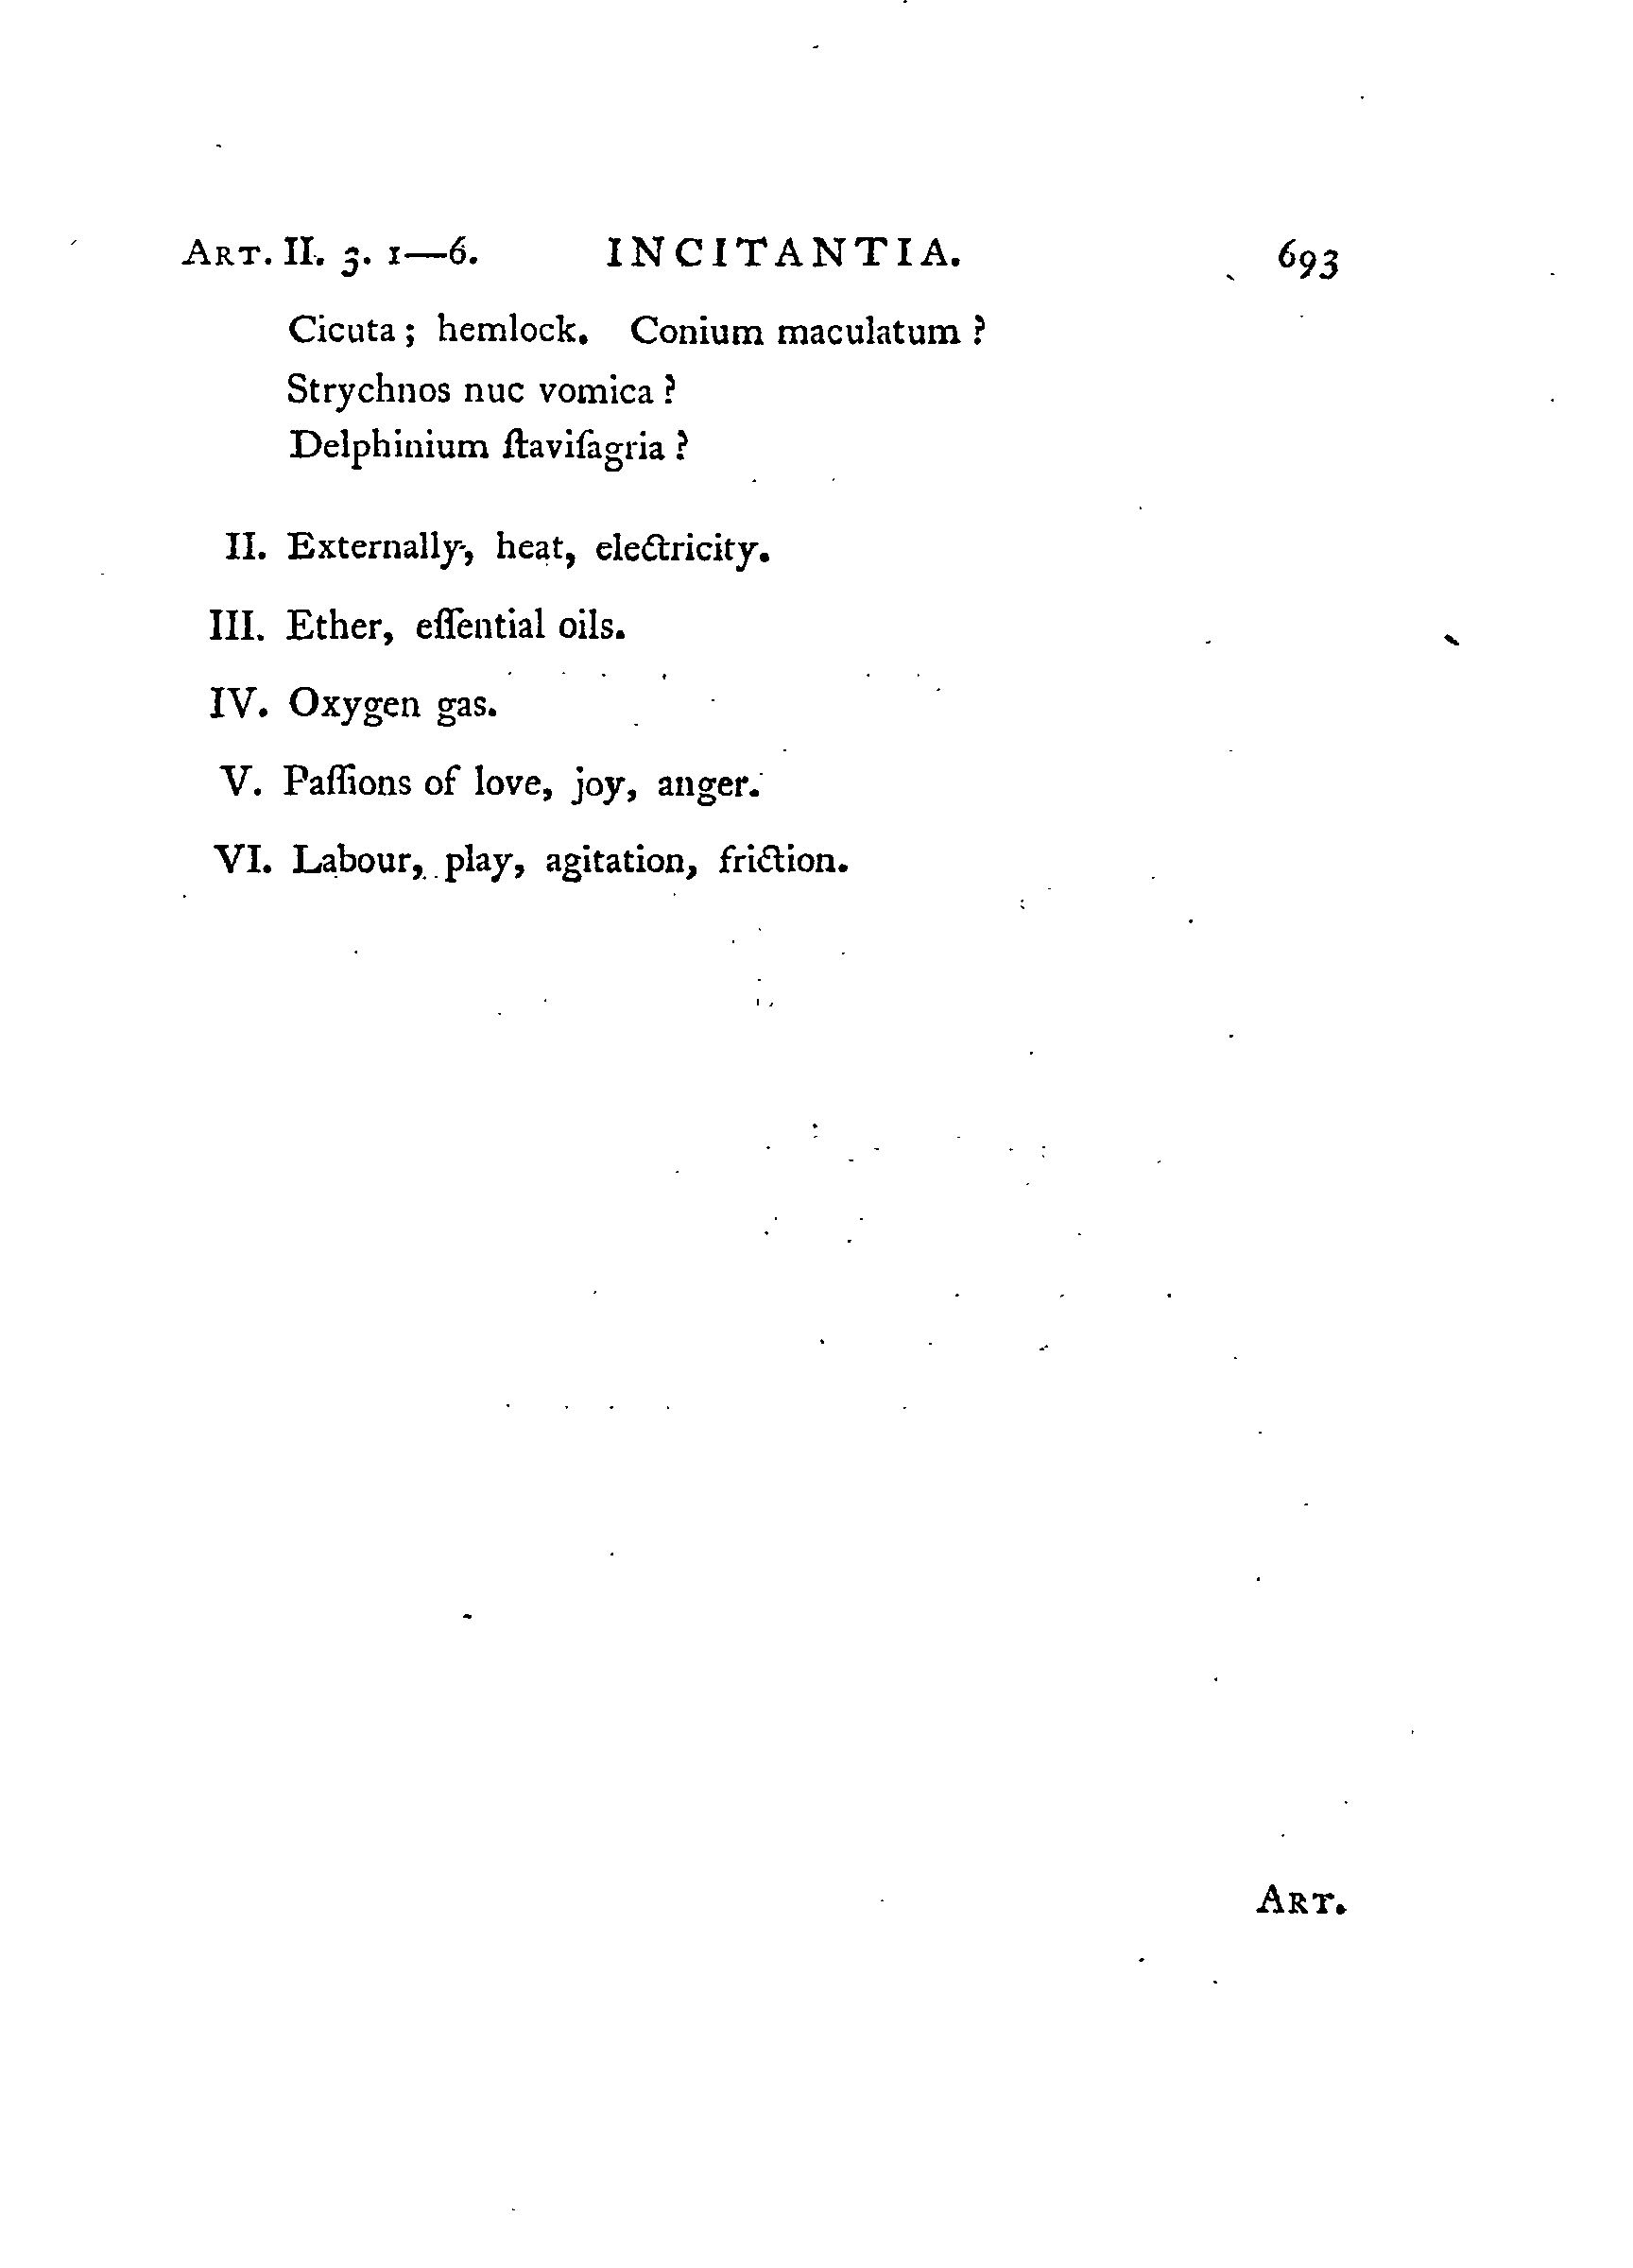 ART. II. 3. 1—6. INCITANTIA. 693
Cicuta; hemlock. Conium maculatum?
Strychnos nuc vomica?
Delphinium ſtaviſagria?
II. Externally, heat, electricity.
III. Ether, eſſential oils.
IV. Oxygen gas.
V. Paſſions of love, joy, anger.
VI. Labour, play, agitation, friction.
ART.